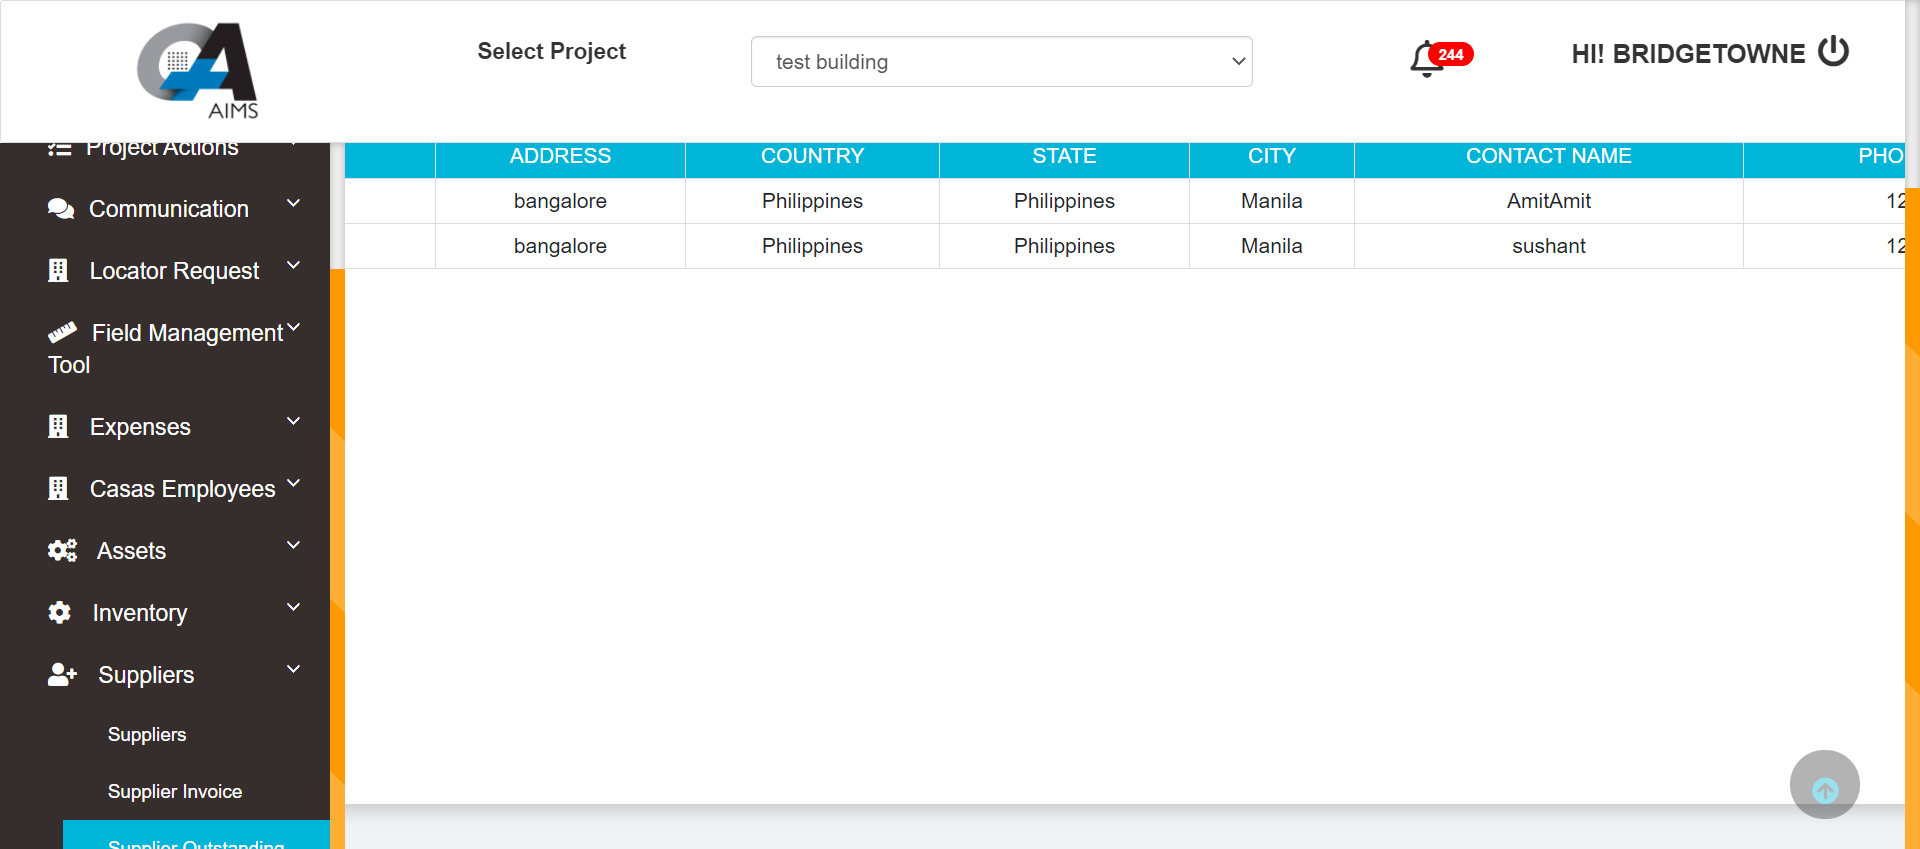 AIMS
Select Project
test building
244
HI! BRIDGETOWNE
Project Actions
Communication
Locator Request
Field Management
Tool
Expenses
Casas Employees
Assets
Inventory
Suppliers
Suppliers
Supplier Invoice
Supplier Outstanding
ADDRESS COUNTRY STATE CITY CONTACT NAME PHO
bangalore Philippines Philippines Manila AmitAmit 12
bangalore Philippines Philippines Manila sushant 12